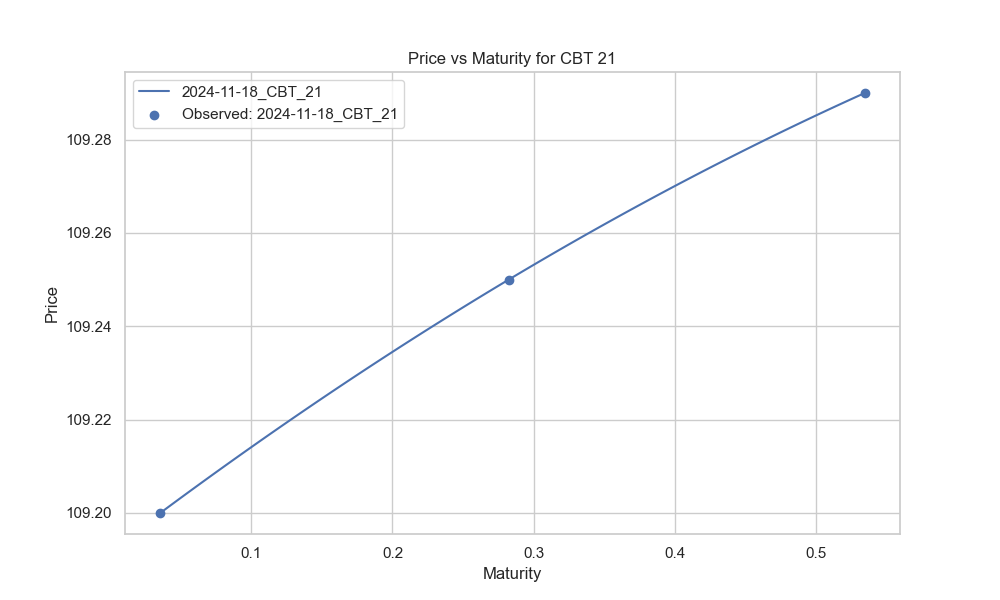 Price vs Maturity for CBT 21
2024-11-18_CBT_21
Observed: 2024-11-18_CBT_21
109.28
109.26
109.24
109.22
109.20
Price
0.1 0.2 0.3 0.4 0.5
Maturity